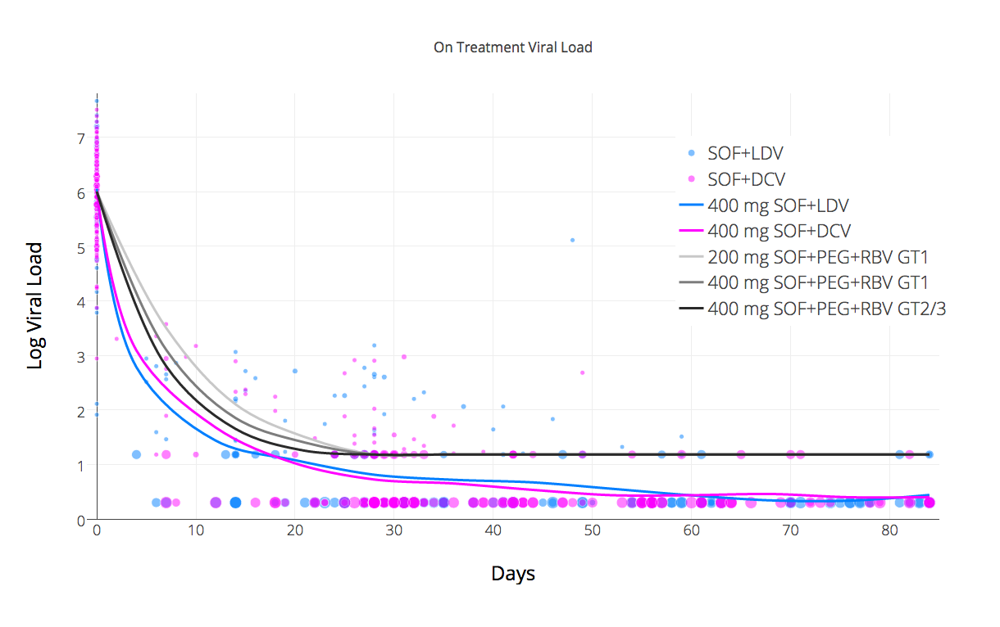 On Treatment Viral Load
7
6
5
4
3
2
1
0
Log Viral Load
SOF+LDV
SOF+DCV
400 mg SOF+LDV
400 mg SOF+DCV
200 mg SOF+PEG+RBV GT1
400 mg SOF+PEG+RBV GT1
400 mg SOF+PEG+RBV GT2/3
0 10 20 30 40 50 60 70 80
Days